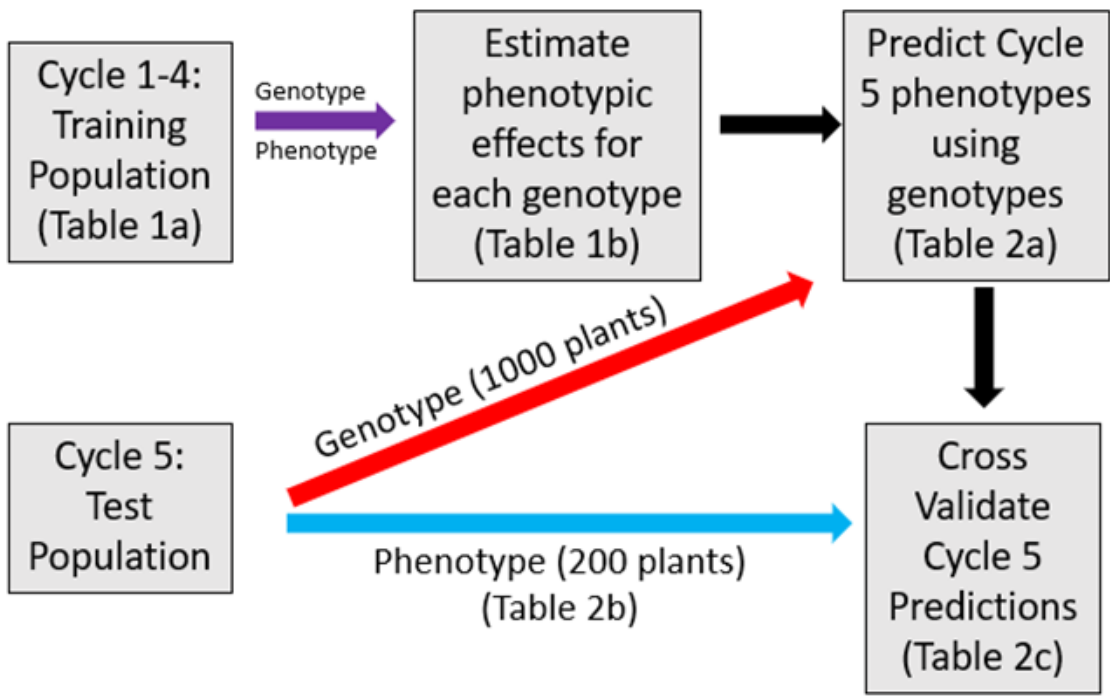 Cycle 1-4:
Training
Population
(Table 1a)
Genotype
Phenotype
Estimate
phenotypic
effects for
each genotype
(Table 1b)
Predict Cycle
5 phenotypes
using
genotypes
(Table 2a)
Genotype (1000 plants)
Cycle 5:
Test
Population
Phenotype (200 plants)
(Table 2b)
Cross
Validate
Cycle 5
Predictions
(Table 2c)